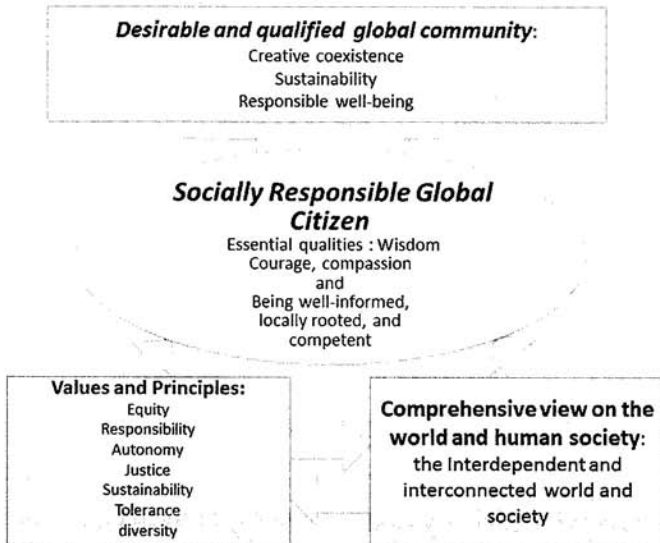 Desirable and qualified global community:
Creative coexistence
Sustainability
Responsible well-being
Socially Responsible Global
Citizen
Essential qualities : Wisdom
Courage, compassion
and
Being well-informed,
locally rooted, and
competent
Values and Principles:
Equity
Responsibility
Autonomy
Justice
Sustainability
Tolerance
diversity
Comprehensive view on the
world and human society:
the Interdependent and
interconnected world and
society